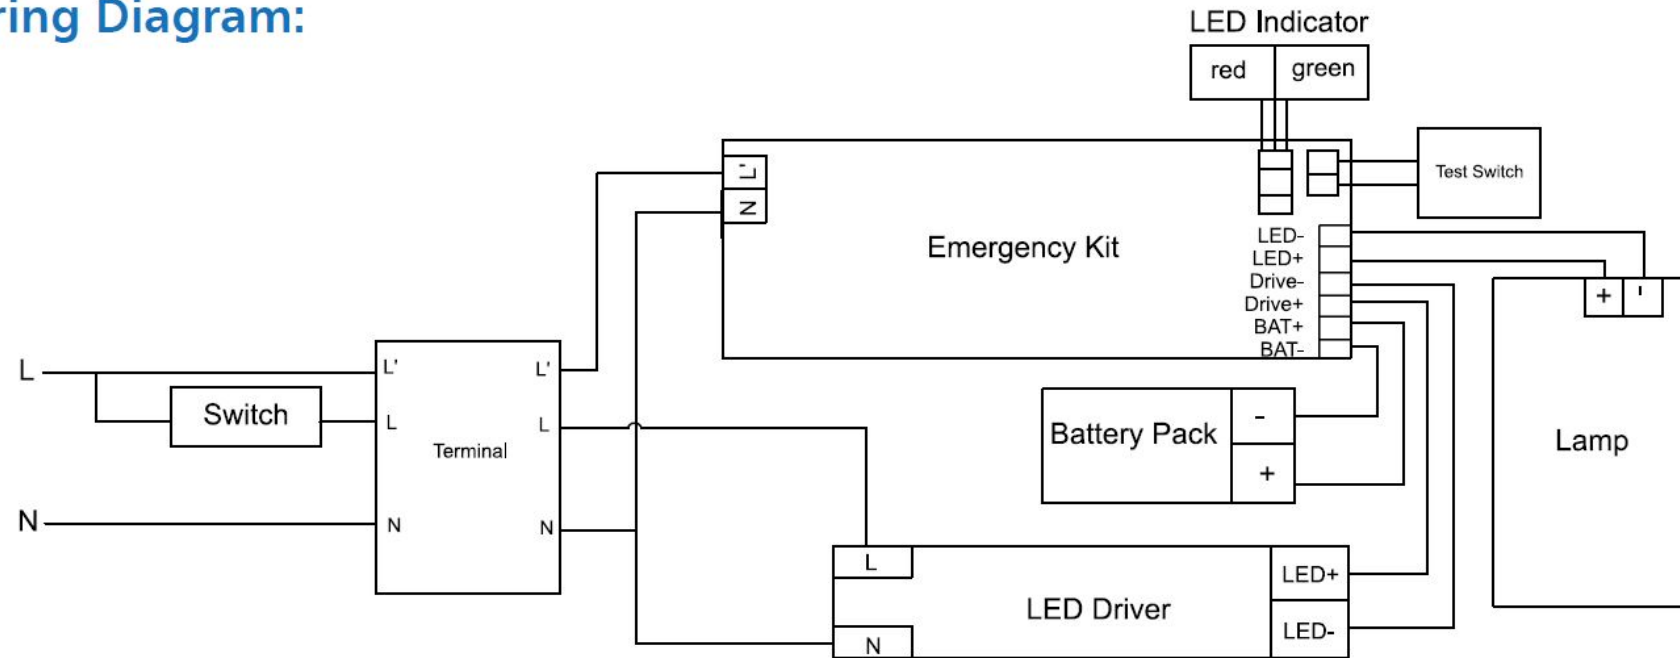 ring Diagram:
LED Indicator
red green
L'
N
Emergency Kit
Test Switch
LED-
LED+
Drive-
Drive+
BAT+
BAT-
+ -
Lamp
L
Switch
N
L' L'
L L
Terminal
N N
Battery Pack
-
+
L
N
LED Driver
LED+
LED-